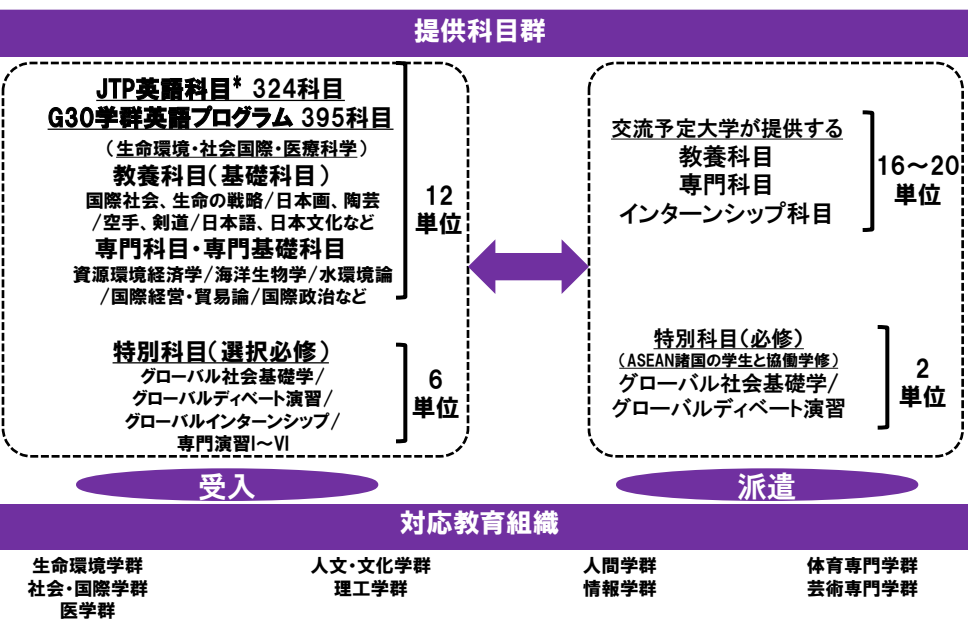 提供科目群
JTP英語科目* 324科目
G30学群英語プログラム 395科目
（生命環境・社会国際・医療科学）
教養科目（基礎科目）
国際社会、生命の戦略/日本画、陶芸
/空手、剣道/日本語、日本文化など
専門科目・専門基礎科目
資源環境経済学/海洋生物学/水環境論
/国際経営・貿易論/国際政治など
12
単位
特別科目（選択必修）
グローバル社会基礎学/
グローバルディベート演習/
グローバルインターンシップ/
専門演習I～VI
6
単位
受入
交流予定大学が提供する
教養科目
専門科目
インターンシップ科目
16～20
単位
特別科目（必修）
（ASEAN諸国の学生と協働学修）
グローバル社会基礎学/
グローバルディベート演習
2
単位
派遣
対応教育組織
生命環境学群
社会・国際学群
医学群
人文・文化学群
理工学群
人間学群
情報学群
体育専門学群
芸術専門学群